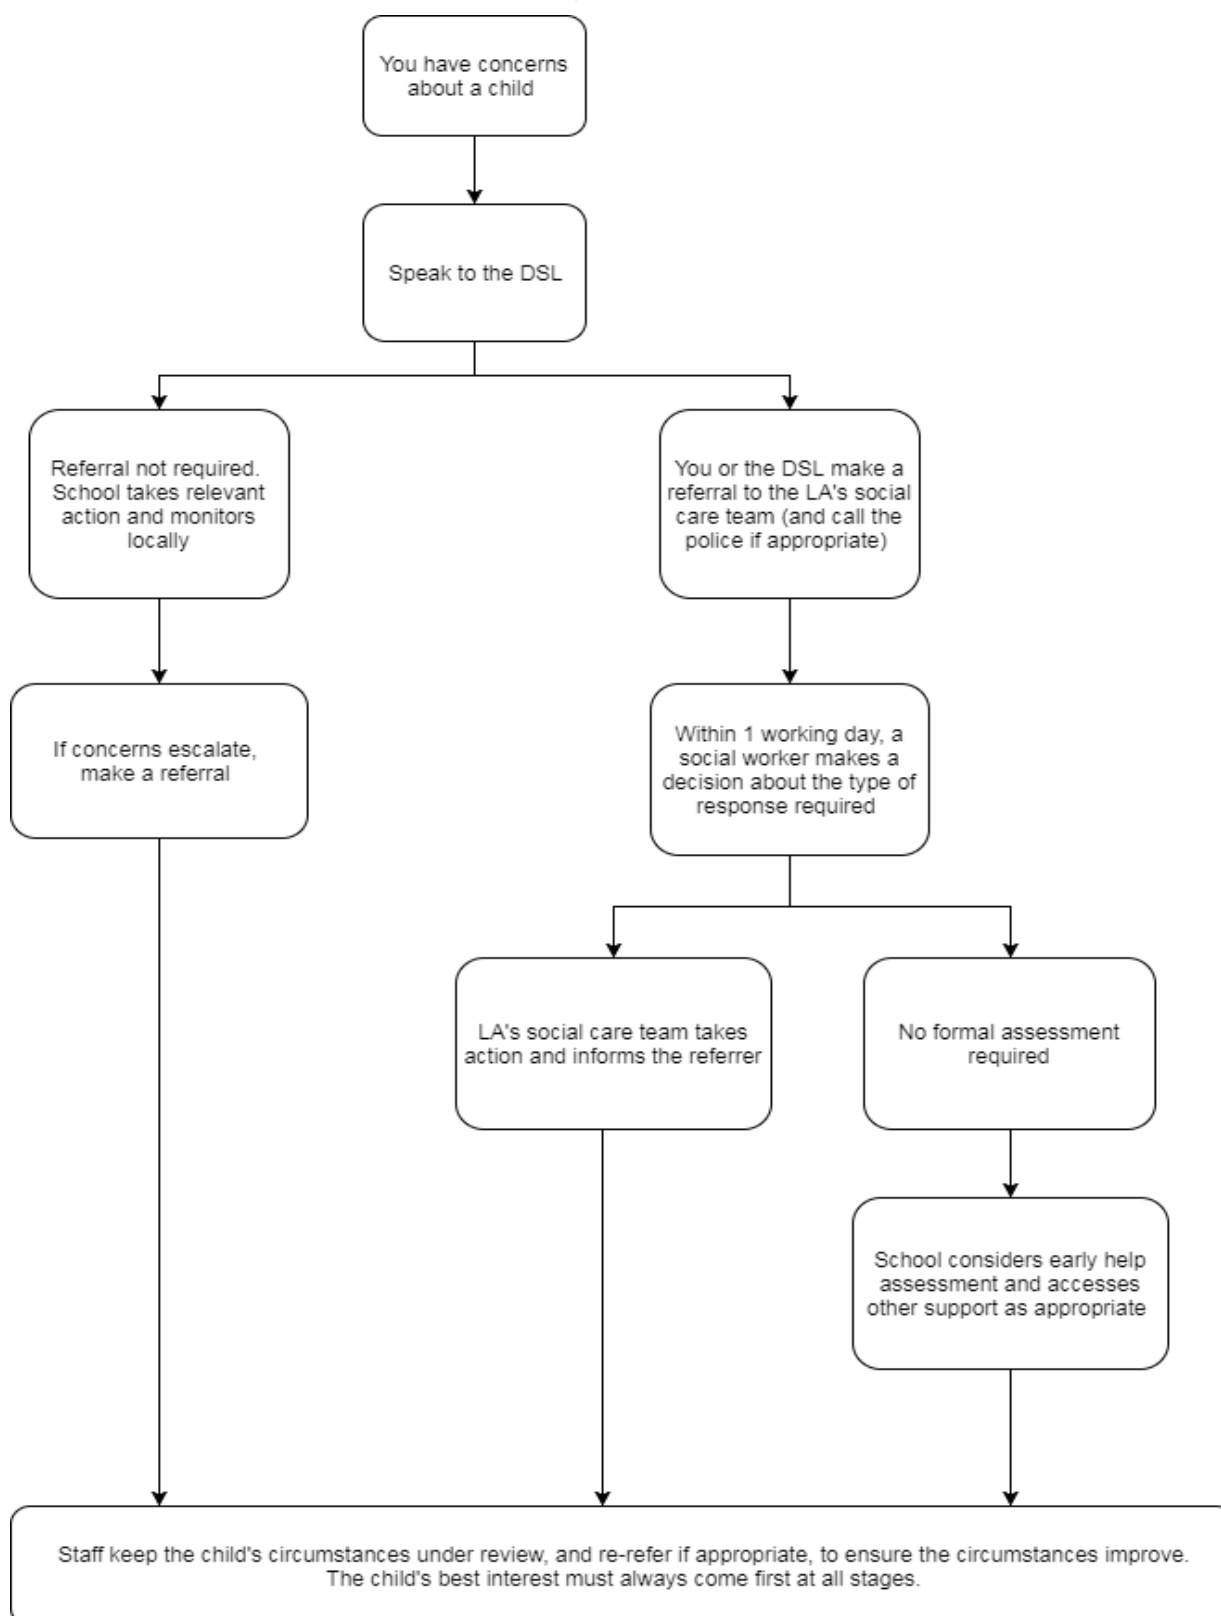 You have concerns
about a child
Speak to the DSL
Referral not required.
School takes relevant
action and monitors
locally
You or the DSL make a
referral to the LA's social
care team (and call the
police if appropriate)
If concerns escalate,
make a referral
Within 1 working day, a
social worker makes a
decision about the type of
response required
LA's social care team takes
action and informs the referrer
No formal assessment
required
School considers early help
assessment and accesses
other support as appropriate
Staff keep the child's circumstances under review, and re-refer if appropriate, to ensure the circumstances improve.
The child's best interest must always come first at all stages.